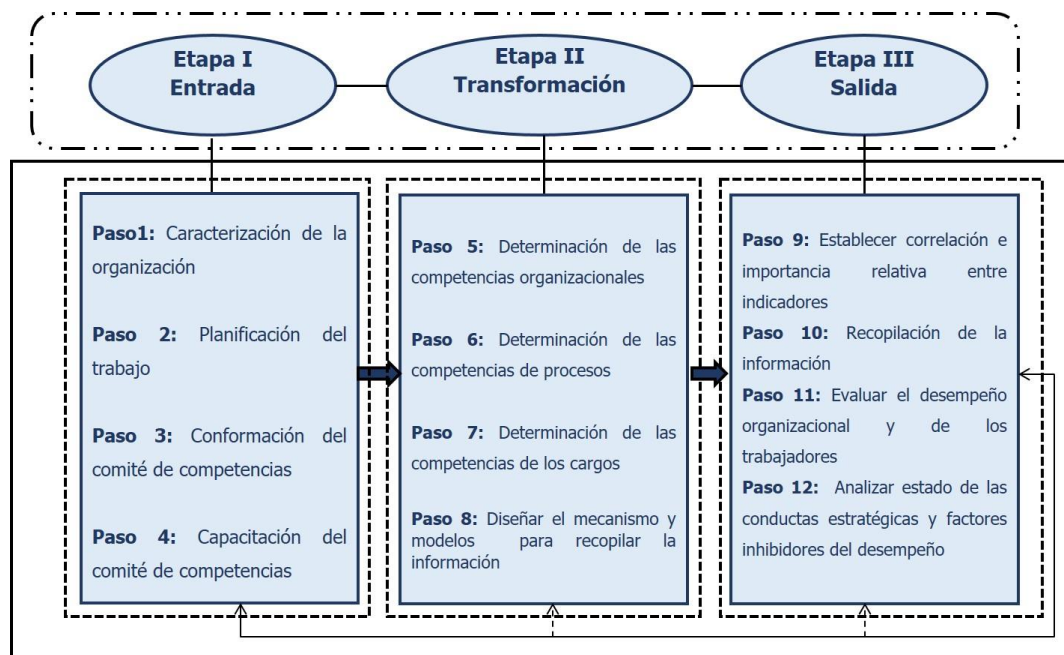 Etapa I
Entrada
Etapa II
Transformación
Etapa III
Salida
Paso1: Caracterización de la
organización
Paso 2: Planificación del
trabajo
Paso 3: Conformación del
comité de competencias
Paso 4: Capacitación del
comité de competencias
Paso 5: Determinación de las
competencias organizacionales
Paso 6: Determinación de las
competencias de procesos
Paso 7: Determinación de las
competencias de los cargos
Paso 8: Diseñar el mecanismo y
modelos para recopilar la
información
Paso 9: Establecer correlación e
importancia relativa entre
indicadores
Paso 10: Recopilación de la
información
Paso 11: Evaluar el desempeño
organizacional y de los
trabajadores
Paso 12: Analizar estado de las
conductas estratégicas y factores
inhibidores del desempeño